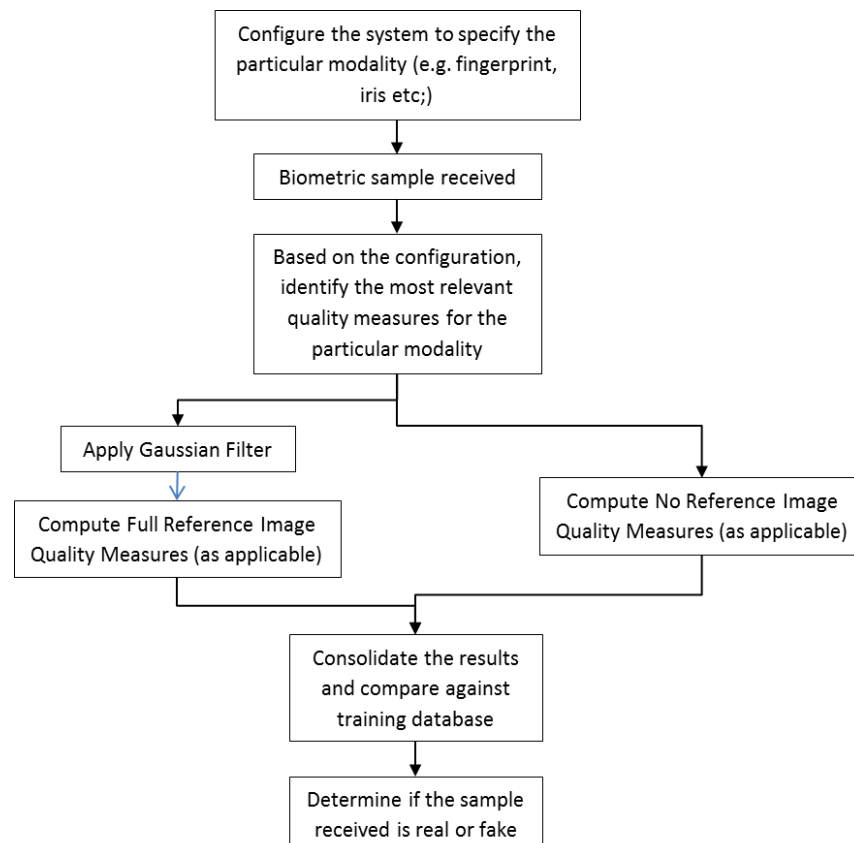 Configure the system to specify the
particular modality (e.g. fingerprint,
iris etc;)
Biometric sample received
Based on the configuration,
identify the most relevant
quality measures for the
particular modality
Apply Gaussian Filter
Compute Full Reference Image
Quality Measures (as applicable)
Compute No Reference Image
Quality Measures (as applicable)
Consolidate the results
and compare against
training database
Determine if the sample
received is real or fake